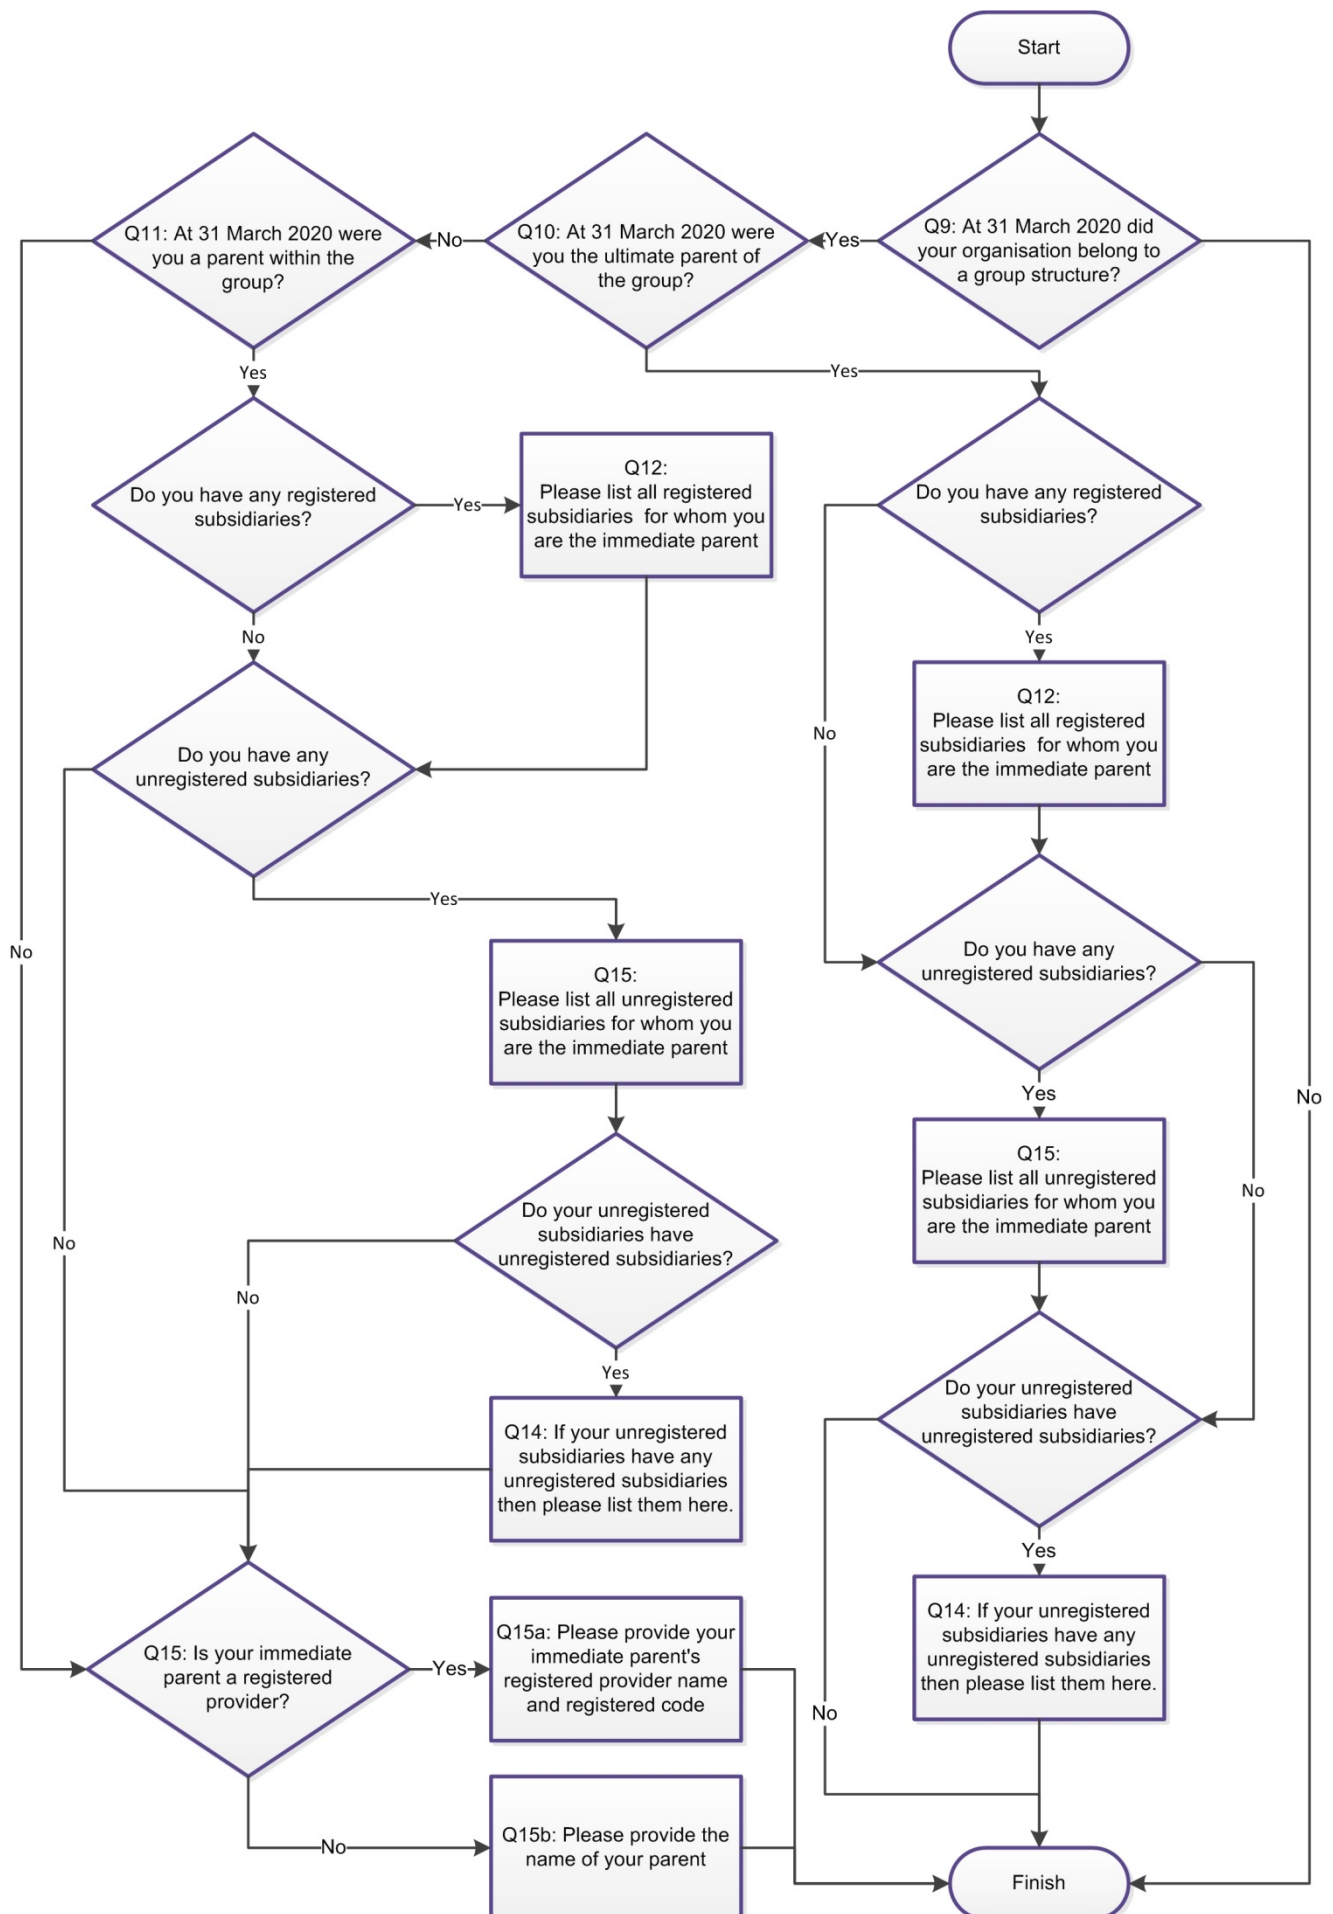 Start
Q9: At 31 March 2020 did
your organisation belong to
a group structure?
Yes
No
Q10: At 31 March 2020 were
you the ultimate parent of
the group?
No
Yes
Q11: At 31 March 2020 were
you a parent within the
group?
No
Yes
Do you have any registered
subsidiaries?
Yes
Q12:
Please list all registered
subsidiaries for whom you
are the immediate parent
No
Do you have any
unregistered subsidiaries?
No
Yes
Q15:
Please list all unregistered
subsidiaries for whom you
are the immediate parent
Do your unregistered
subsidiaries have
unregistered subsidiaries?
No
Yes
Q14: If your unregistered
subsidiaries have any
unregistered subsidiaries
then please list them here.
Q15: Is your immediate
parent a registered
provider?
Yes
Q15a: Please provide your
immediate parent's
registered provider name
and registered code
No
Q15b: Please provide the
name of your parent
Do you have any registered
subsidiaries?
No
Yes
Q12:
Please list all registered
subsidiaries for whom you
are the immediate parent
Do you have any
unregistered subsidiaries?
Yes
No
Q15:
Please list all unregistered
subsidiaries for whom you
are the immediate parent
Do your unregistered
subsidiaries have
unregistered subsidiaries?
No
Yes
Q14: If your unregistered
subsidiaries have any
unregistered subsidiaries
then please list them here.
Finish